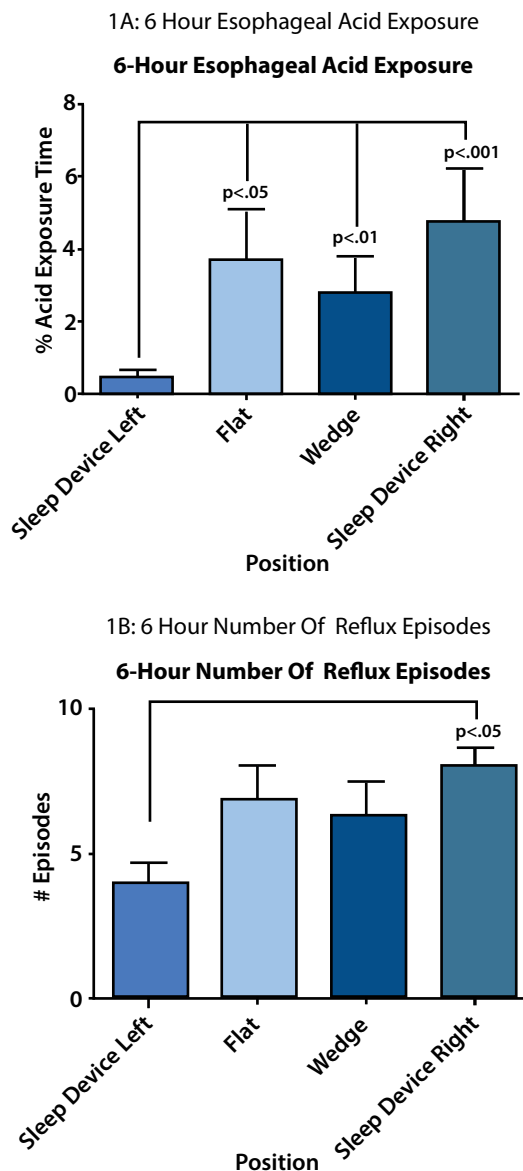 1A: 6 Hour Esophageal Acid Exposure
6-Hour Esophageal Acid Exposure
8
6
4
2
0
% Acid Exposure Time
p<.05
p<.01
p<.001
Sleep Device Left
Flat
Wedge
Sleep Device Right
Position
1B: 6 Hour Number Of Reflux Episodes
6-Hour Number Of Reflux Episodes
10
5
0
# Episodes
p<.05
Sleep Device Left
Flat
Wedge
Sleep Device Right
Position